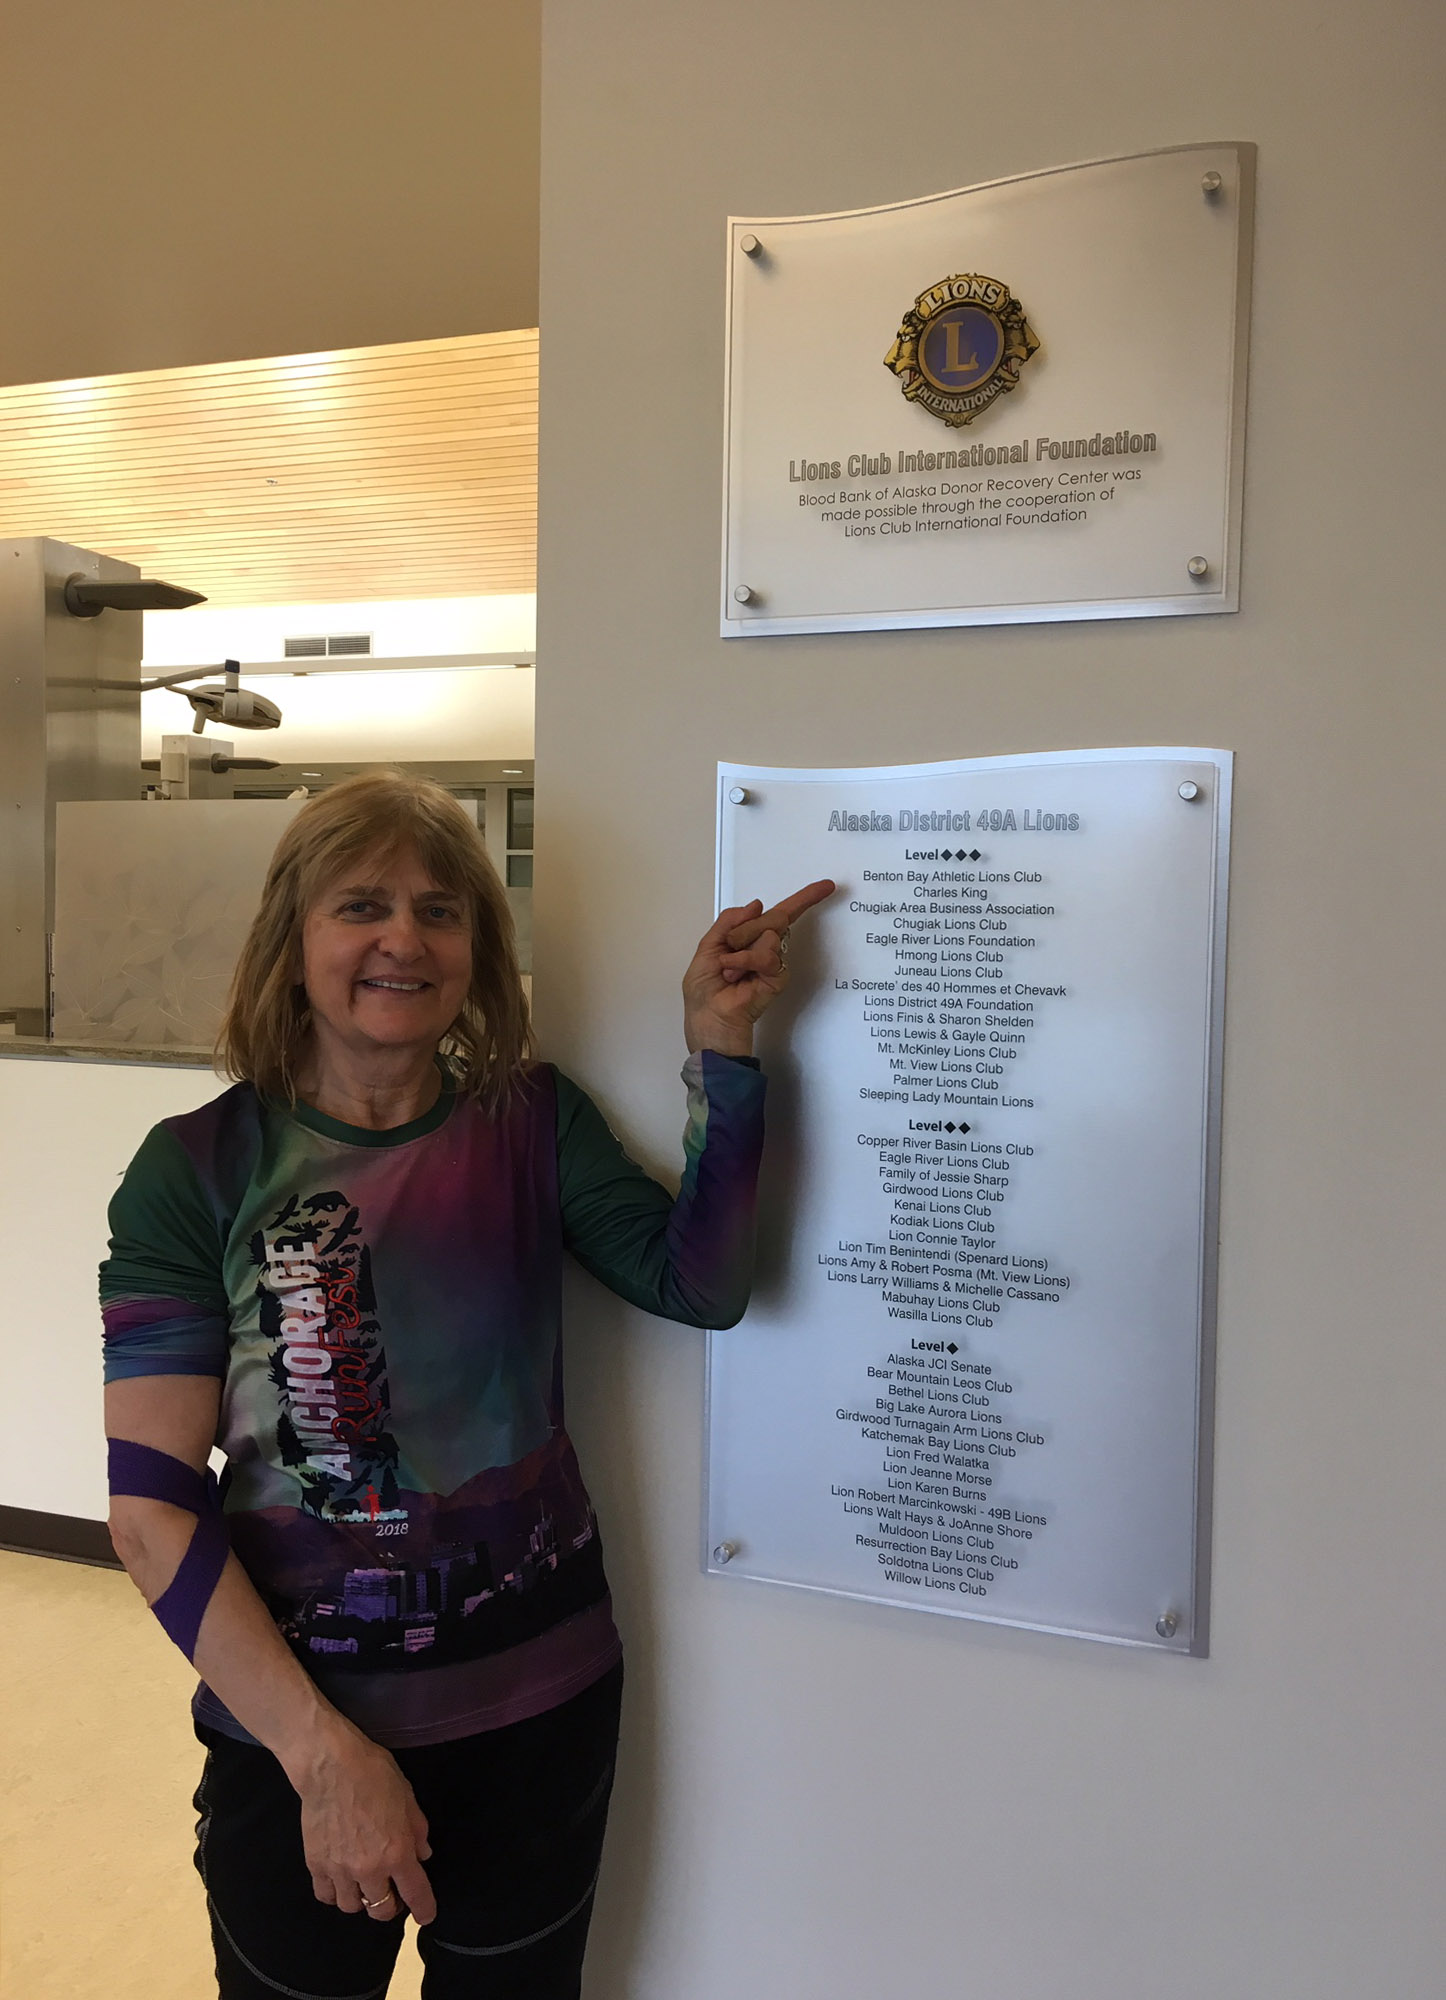 LIONS
L
INTERNATIONAL
Lions Club International Foundation
Blood Bank of Alaska Donor Recovery Center was
made possible through the cooperation of
Lions Club International Foundation
Alaska District 49A Lions
Level◆◆◆
Benton Bay Athletic Lions Club
Charles King
Chugiak Area Business Association
Chugiak Lions Club
Eagle River Lions Foundation
Hmong Lions Club
Juneau Lions Club
La Socrete’ des 40 Hommes et Chevavk
Lions District 49A Foundation
Lions Finis & Sharon Shelden
Lions Lewis & Gayle Quinn
Mt. McKinley Lions Club
Mt. View Lions Club
Palmer Lions Club
Sleeping Lady Mountain Lions
Level◆◆
Copper River Basin Lions Club
Eagle River Lions Club
Family of Jessie Sharp
Girdwood Lions Club
Kenai Lions Club
Kodiak Lions Club
Lion Connie Taylor
Lion Tim Benintendi (Spenard Lions)
Lions Amy & Robert Posma (Mt. View Lions)
Lions Larry Williams & Michelle Cassano
Mabuhay Lions Club
Wasilla Lions Club
Level◆
Alaska JCI Senate
Bear Mountain Leos Club
Bethel Lions Club
Big Lake Aurora Lions
Girdwood Turnagain Arm Lions Club
Katchemak Bay Lions Club
Lion Fred Walatka
Lion Jeanne Morse
Lion Karen Burns
Lion Robert Marcinkowski - 49B Lions
Lions Walt Hays & JoAnne Shore
Muldoon Lions Club
Resurrection Bay Lions Club
Soldotna Lions Club
Willow Lions Club
ANCHORAGE
RunFest
2018